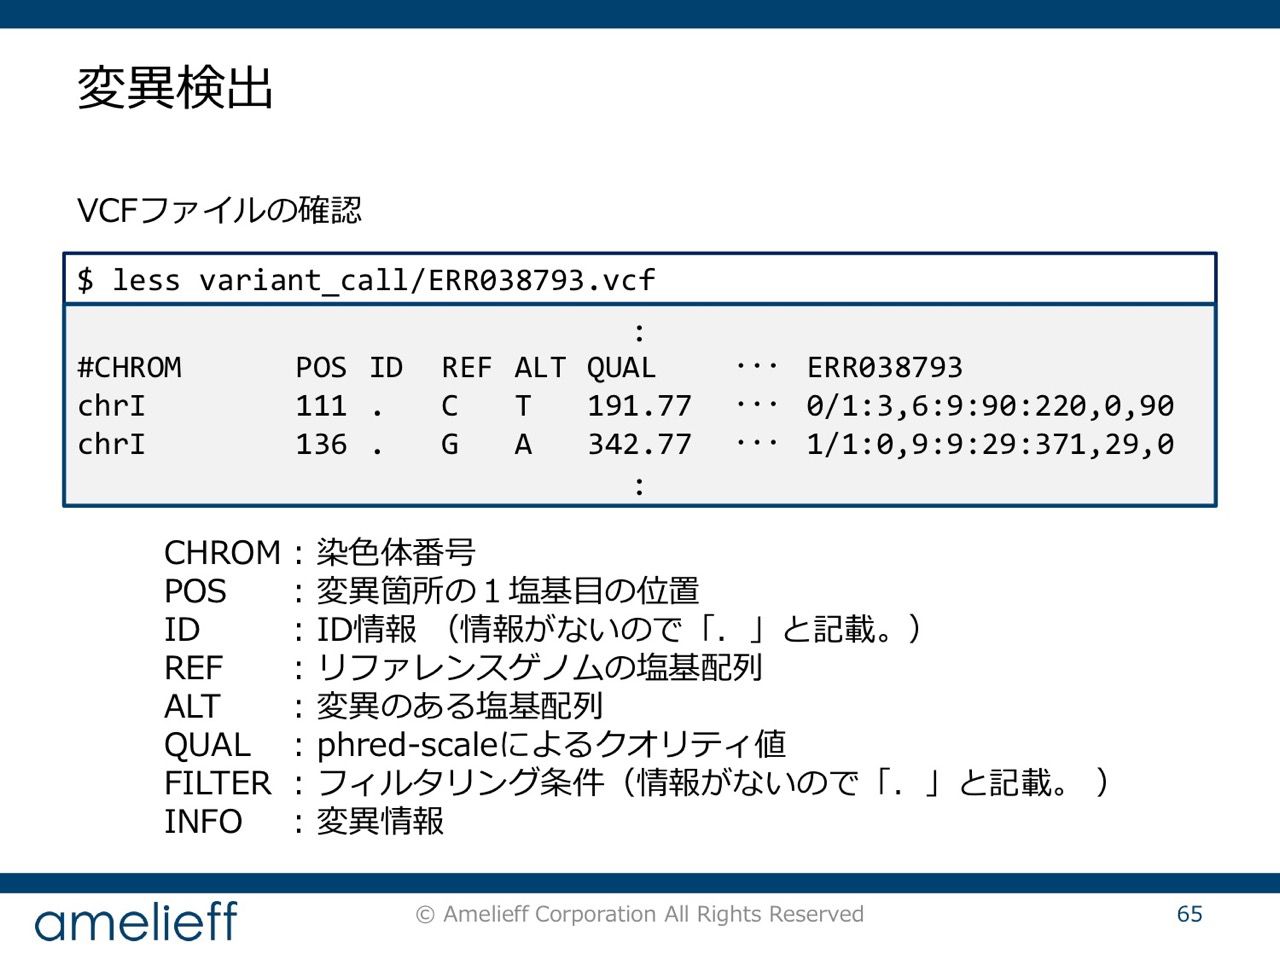 変異検出
VCFファイルの確認
$ less variant_call/ERR038793.vcf
:
#CHROM POS ID REF ALT QUAL ･･･ ERR038793
chrI 111 . C T 191.77 ･･･ 0/1:3,6:9:90:220,0,90
chrI 136 . G A 342.77 ･･･ 1/1:0,9:9:29:371,29,0
:
CHROM : 染色体番号
POS : 変異箇所の１塩基目の位置
ID : ID情報 （情報がないので「．」と記載。）
REF : リファレンスゲノムの塩基配列
ALT : 変異のある塩基配列
QUAL : phred-scaleによるクオリティ値
FILTER : フィルタリング条件（情報がないので「．」と記載。 ）
INFO : 変異情報
amelieff
© Amelieff Corporation All Rights Reserved
65